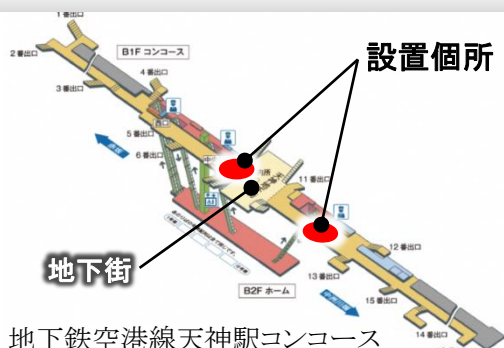 1番出口
2番出口
B1F コンコース
設置個所
3番出口
4番出口
5番出口
6番出口
11番出口
地下街
12番出口
13番出口
B2F ホーム
15番出口
14番出口
地下鉄空港線天神駅コンコース